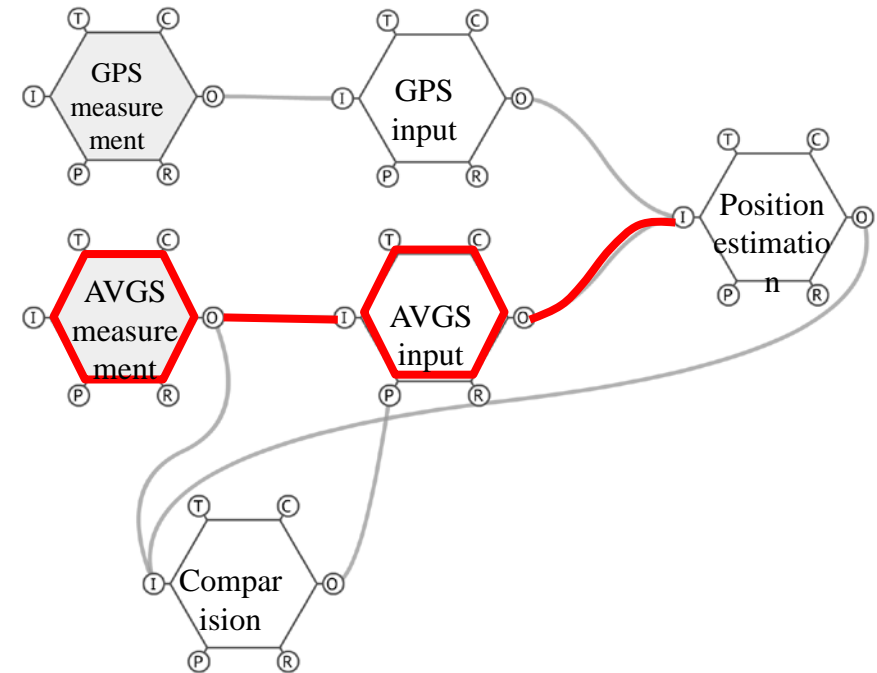 T C
GPS
measure
ment
I O
P R
T C
GPS
input
I O
P R
T C
Position
estimatio
n
I O
P R
T C
AVGS
measure
ment
I O
P R
T C
AVGS
input
I O
P R
T C
Compar
ision
I O
P R